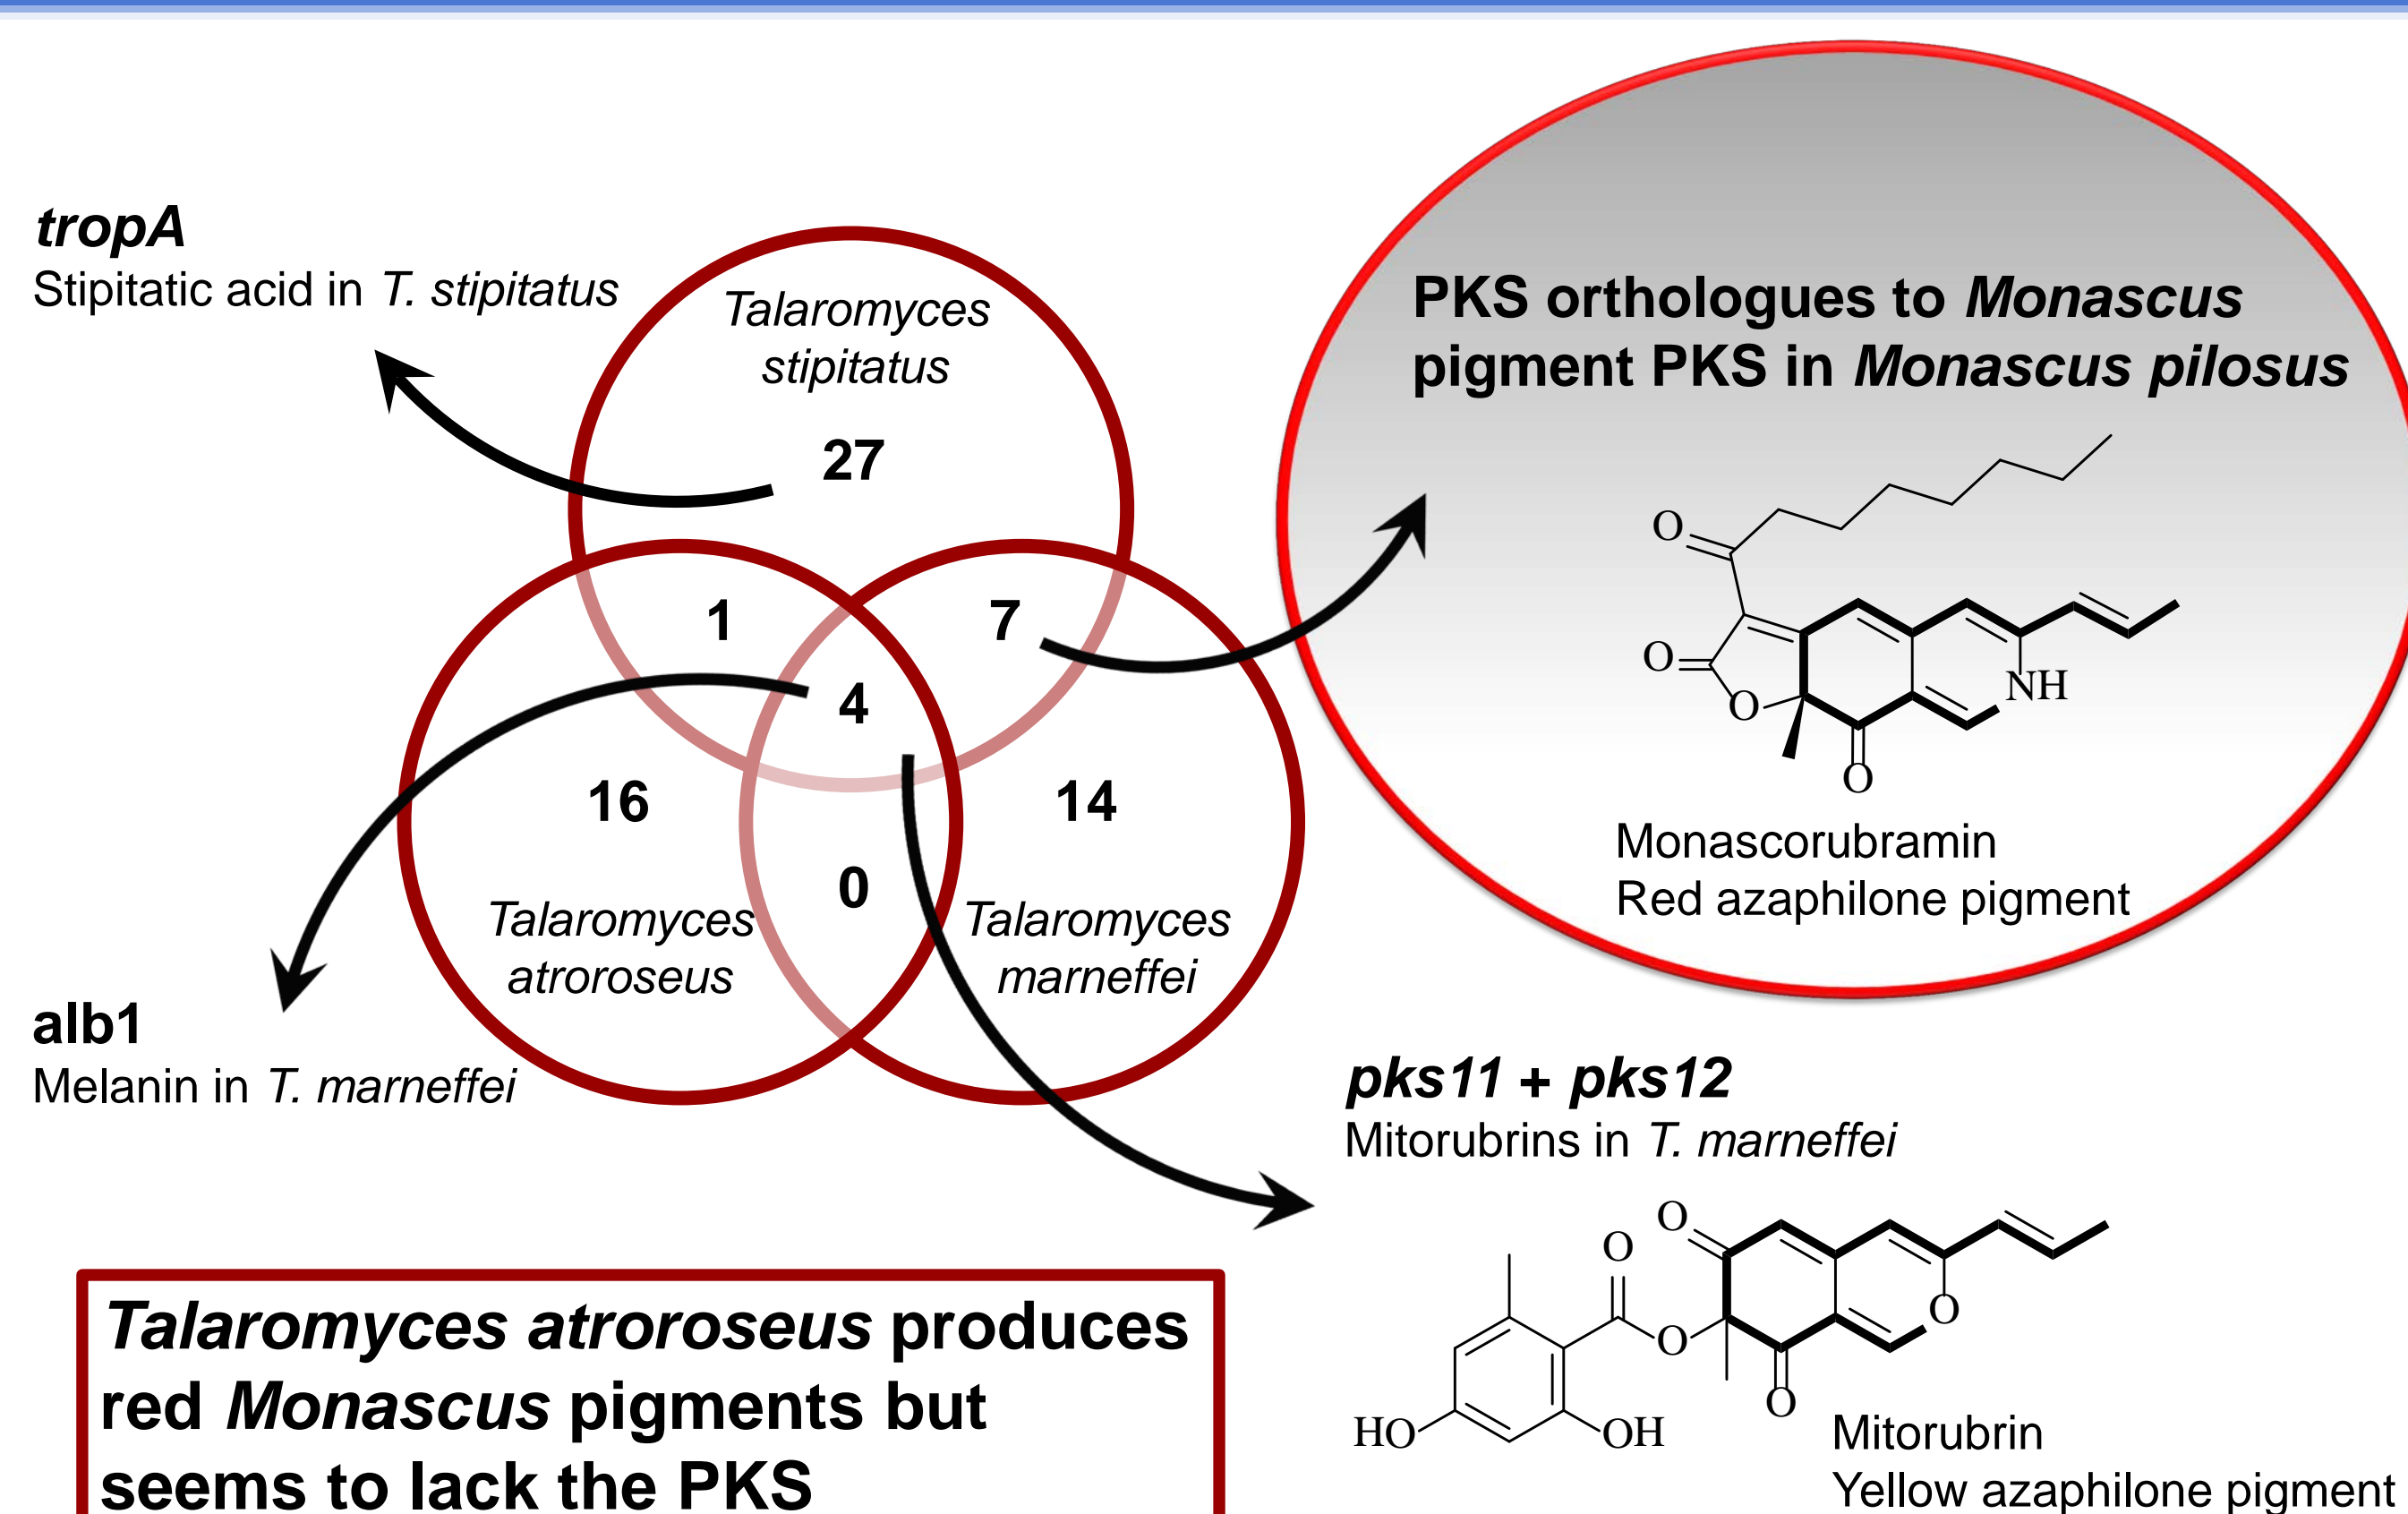 tropA
Stipitatic acid in T. stipitatus
Talaromyces
stipitatus
27
1
7
4
16
14
0
Talaromyces
atroroseus
Talaromyces
marneffei
alb1
Melanin in T. marneffei
PKS orthologues to Monascus
pigment PKS in Monascus pilosus
O
O
O
NH
O
Monascorubramin
Red azaphilone pigment
pks11 + pks12
Mitorubrins in T. marneffei
O
O
O
O
O
HO
OH
Mitorubrin
Yellow azaphilone pigment
Talaromyces atroroseus produces
red Monascus pigments but
seems to lack the PKS